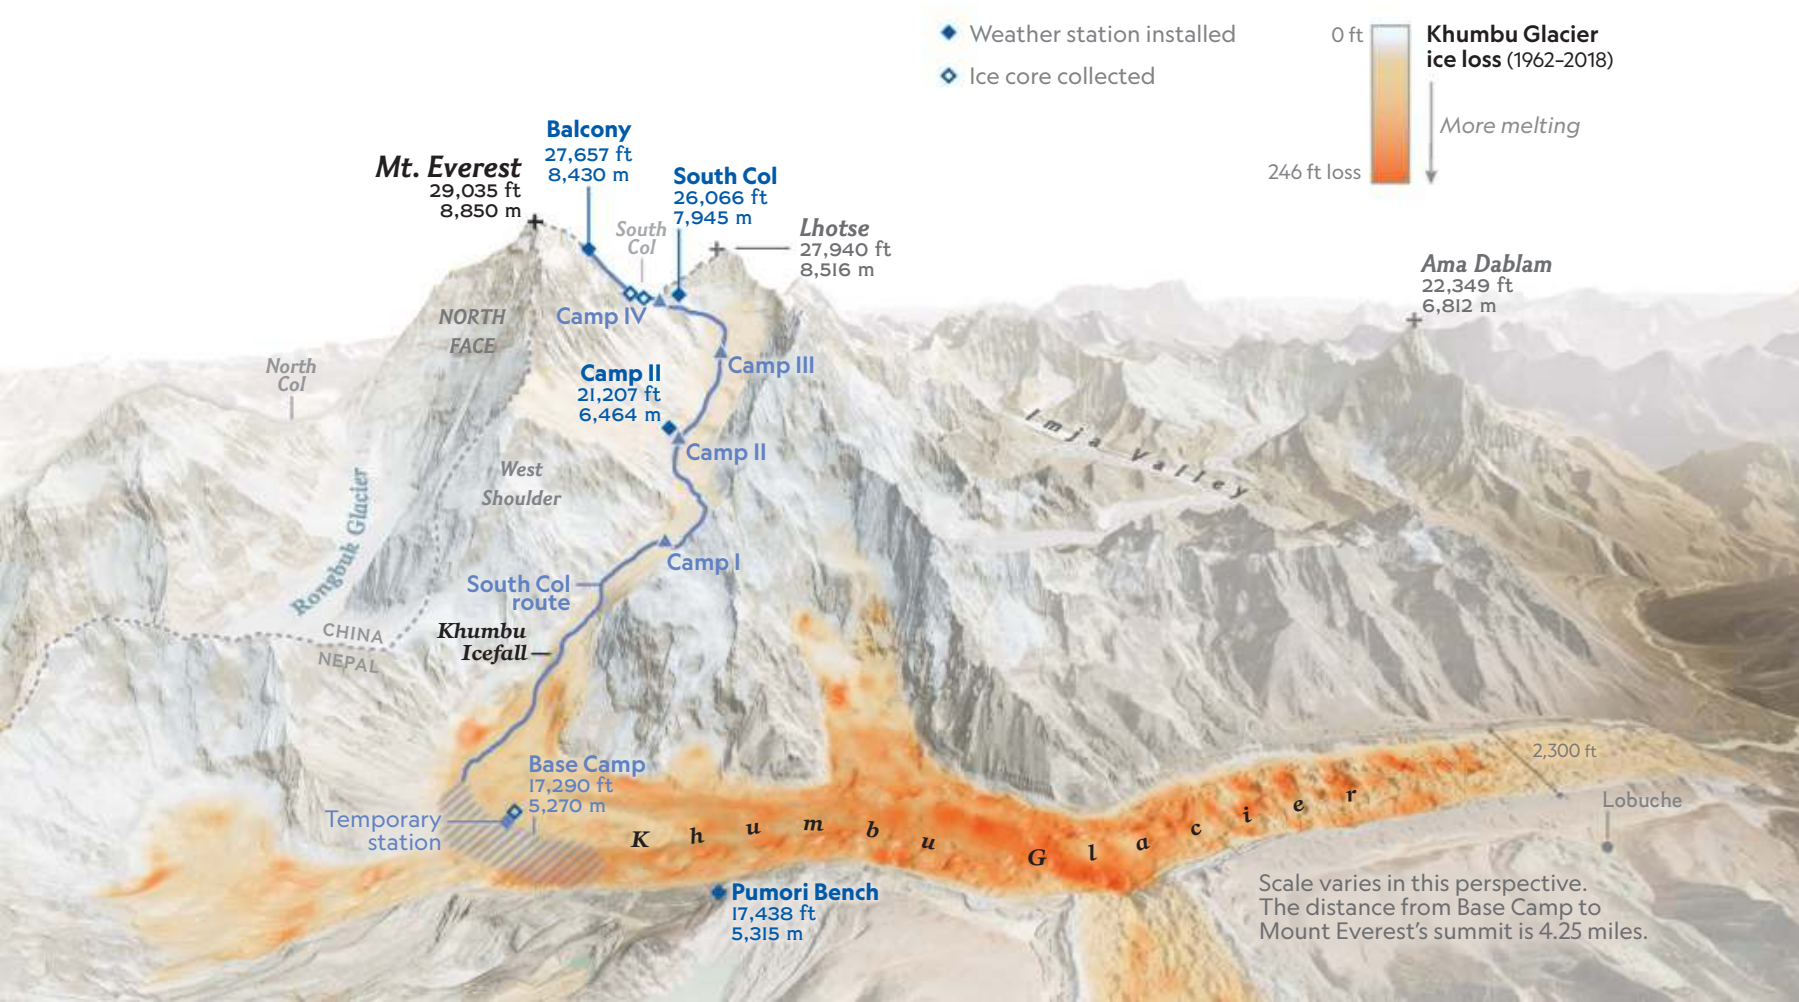 Weather station installed
Ice core collected
0 ft
246 ft loss
Khumbu Glacier
ice loss (1962–2018)
More melting
Balcony
27,657 ft
8,430 m
Mt. Everest
29,035 ft
8,850 m
South Col
26,066 ft
7,945 m
South
Col
Lhotse
27,940 ft
8,516 m
Ama Dablam
22,349 ft
6,812 m
NORTH
FACE
Camp IV
North
Col
Camp III
Camp II
21,207 ft
6,464 m
Camp II
Imja Valley
West
Shoulder
Rongbuk Glacier
Camp I
South Col
route
CHINA
NEPAL
Khumbu
Icefall
Base Camp
17,290 ft
5,270 m
Temporary
station
Khumbu Glacier
2,300 ft
Lobuche
Pumori Bench
17,438 ft
5,315 m
Scale varies in this perspective.
The distance from Base Camp to
Mount Everest's summit is 4.25 miles.